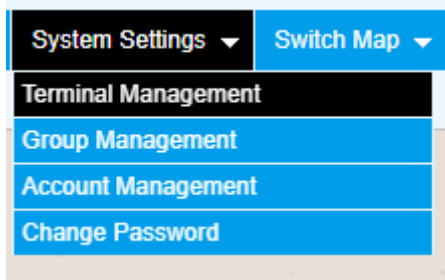 System Settings Switch Map
Terminal Management
Group Management
Account Management
Change Password